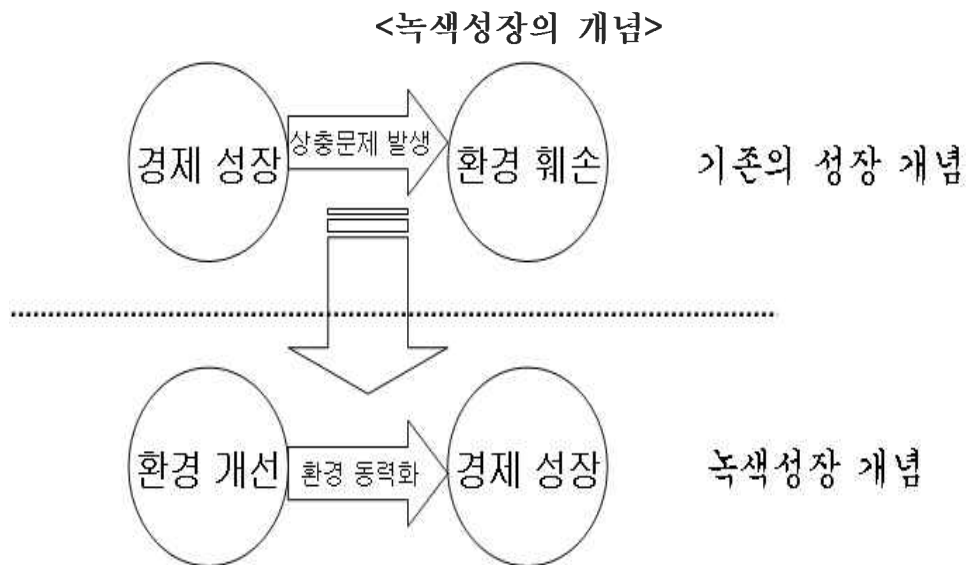 <녹색성장의 개념>
경제 성장
상충문제 발생
환경 훼손
기존의 성장 개념
환경 개선
환경 동력화
경제 성장
녹색성장 개념